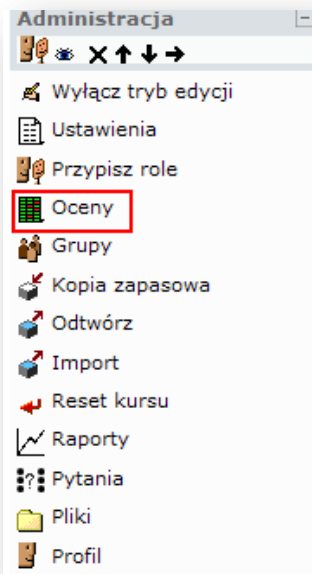 Administracja
Wyłącz tryb edycji
Ustawienia
Przypisz role
Oceny
Grupy
Kopia zapasowa
Odtwórz
Import
Reset kursu
Raporty
Pytania
Pliki
Profil